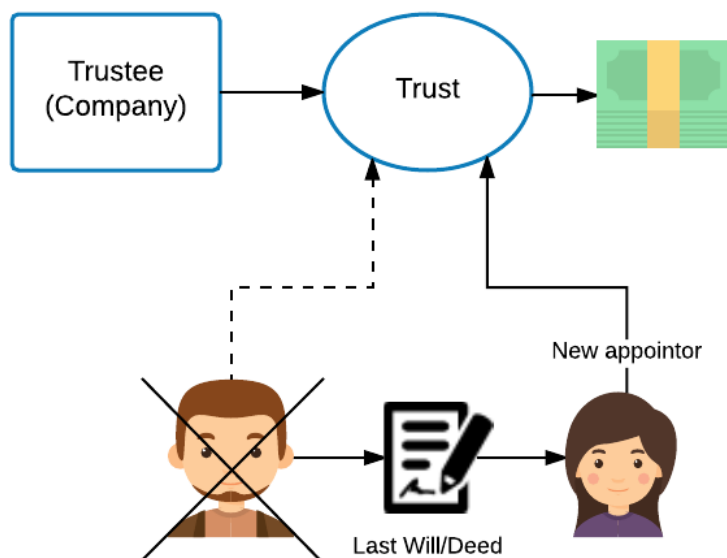 Trustee
(Company)
Trust
New appointor
Last Will/Deed